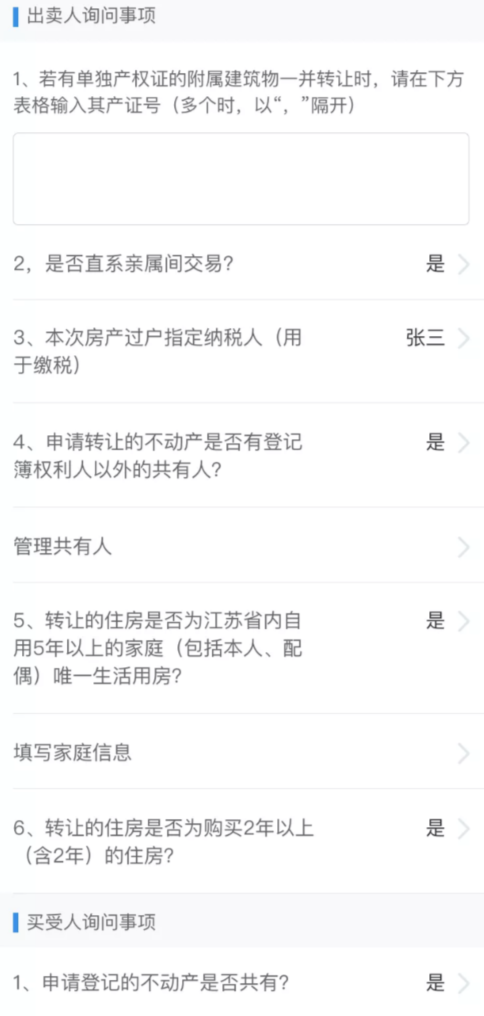 出卖人询问事项
1、若有单独产权证的附属建筑物一并转让时，请在下方
表格输入其产证号（多个时，以“，”隔开）
2，是否直系亲属间交易? 是
3、本次房产过户指定纳税人（用 张三
于缴税）
4、申请转让的不动产是否有登记 是
簿权利人以外的共有人?
管理共有人
5、转让的住房是否为江苏省内自 是
用5年以上的家庭（包括本人、配
偶）唯一生活用房?
填写家庭信息
6、转让的住房是否为购买2年以上 是
（含2年）的住房?
买受人询问事项
1、申请登记的不动产是否共有? 是